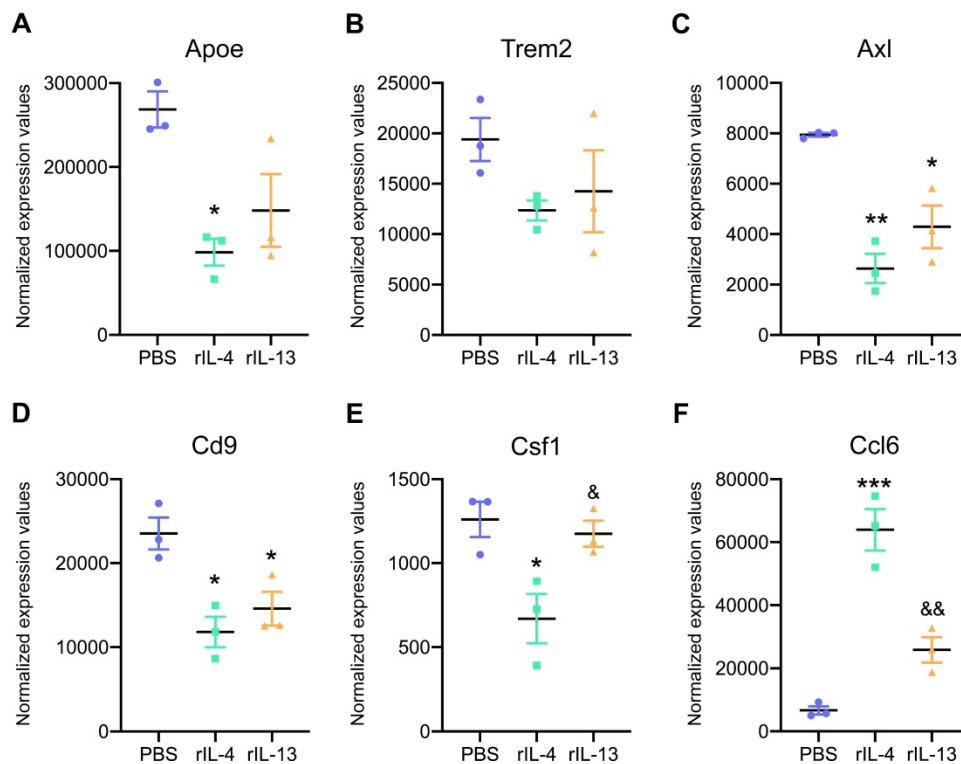 A
Apoe
Normalized expression values
300000
200000
100000
0
*
PBS rIL-4 rIL-13
B
Trem2
Normalized expression values
25000
20000
15000
10000
5000
0
PBS rIL-4 rIL-13
C
Axl
Normalized expression values
10000
8000
6000
4000
2000
0
**
*
PBS rIL-4 rIL-13
D
Cd9
Normalized expression values
30000
20000
10000
0
*
*
PBS rIL-4 rIL-13
E
Csf1
Normalized expression values
1500
1000
500
0
*
&
PBS rIL-4 rIL-13
F
Ccl6
Normalized expression values
80000
60000
40000
20000
0
***
&&
PBS rIL-4 rIL-13